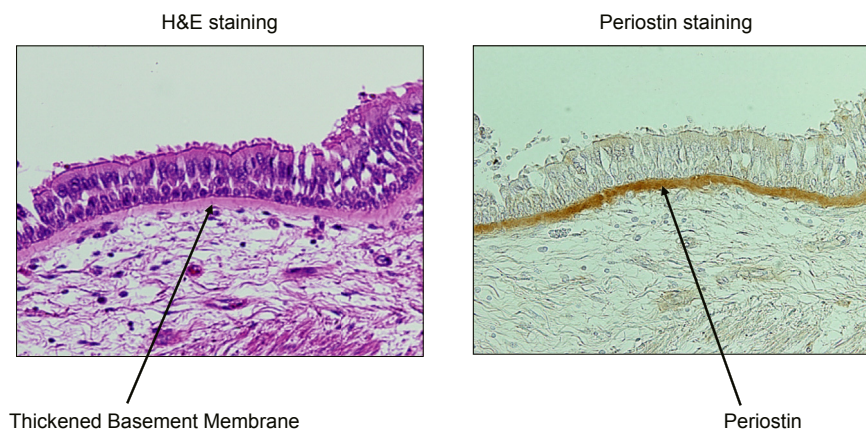 H&E staining
Periostin staining
Thickened Basement Membrane
Periostin